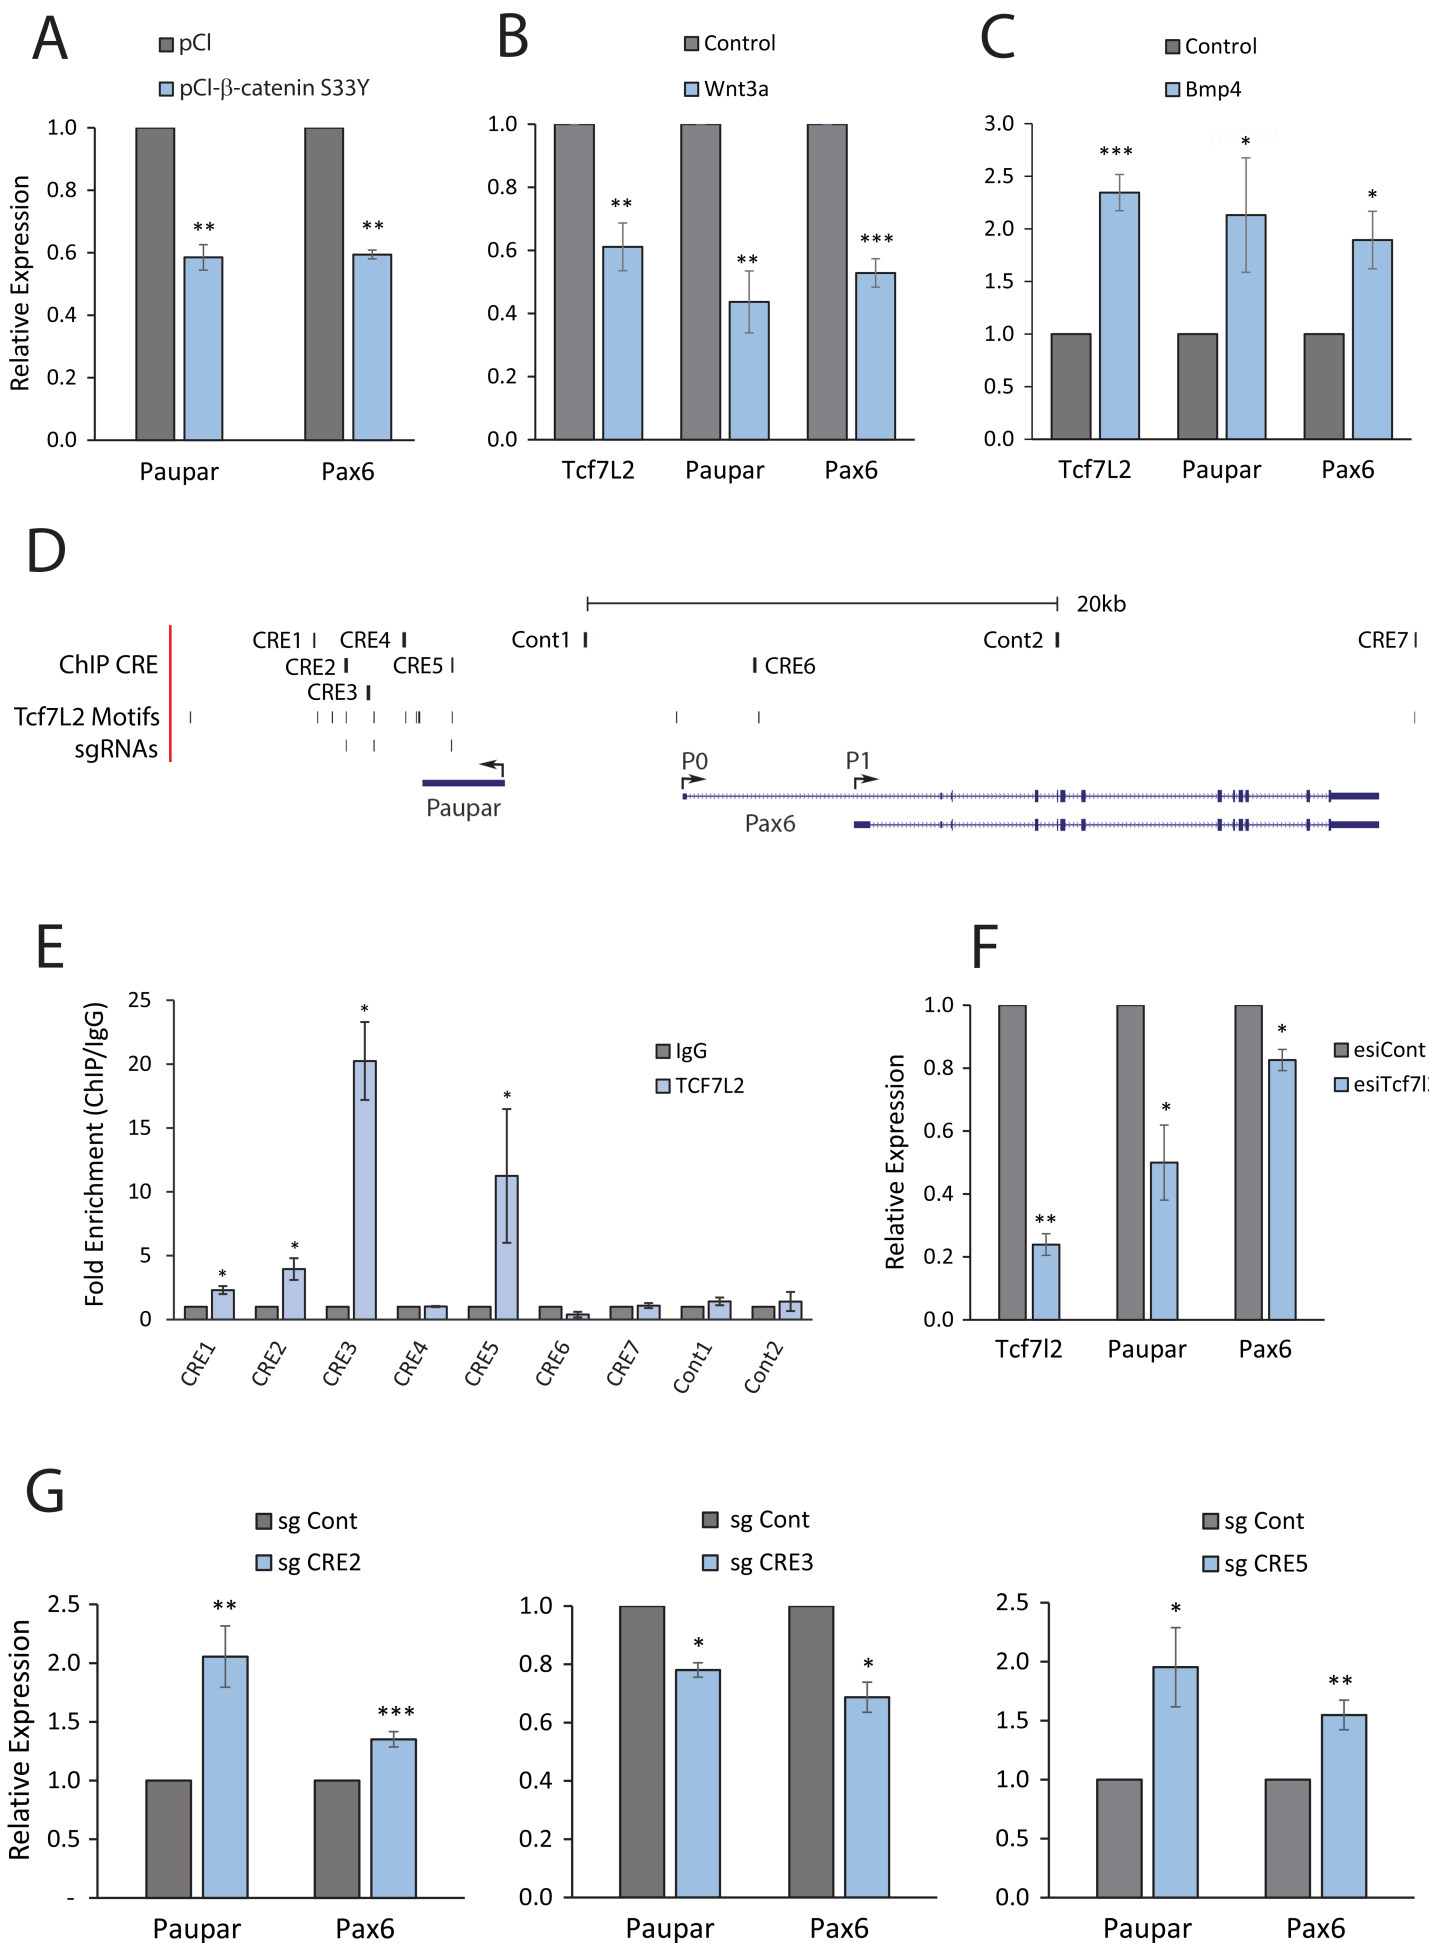 A
pCl
pCl-β-catenin S33Y
Relative Expression
1.0
0.8
0.6
0.4
0.2
0.0
**
**
Paupar
Pax6
B
Control
Wnt3a
1.0
0.8
0.6
0.4
0.2
0.0
**
**
***
Tcf7L2
Paupar
Pax6
C
Control
Bmp4
3.0
2.5
2.0
1.5
1.0
0.5
0.0
***
*
*
Tcf7L2
Paupar
Pax6
D
20kb
CRE1
CRE4
Cont1
Cont2
CRE7
ChIP CRE
CRE2
CRE5
CRE6
CRE3
Tcf7L2 Motifs
sgRNAs
P0
P1
Paupar
Pax6
E
Fold Enrichment (ChIP/IgG)
25
20
15
10
5
0
*
*
*
*
IgG
TCF7L2
CRE1
CRE2
CRE3
CRE4
CRE5
CRE6
CRE7
Cont1
Cont2
F
Relative Expression
1.0
0.8
0.6
0.4
0.2
0.0
**
*
*
esiCont
esiTcf7l2
Tcf7l2
Paupar
Pax6
G
sg Cont
sg CRE2
Relative Expression
2.5
2.0
1.5
1.0
0.5
-
**
***
Paupar
Pax6
sg Cont
sg CRE3
1.0
0.8
0.6
0.4
0.2
0.0
*
*
Paupar
Pax6
sg Cont
sg CRE5
2.5
2.0
1.5
1.0
0.5
0.0
*
**
Paupar
Pax6